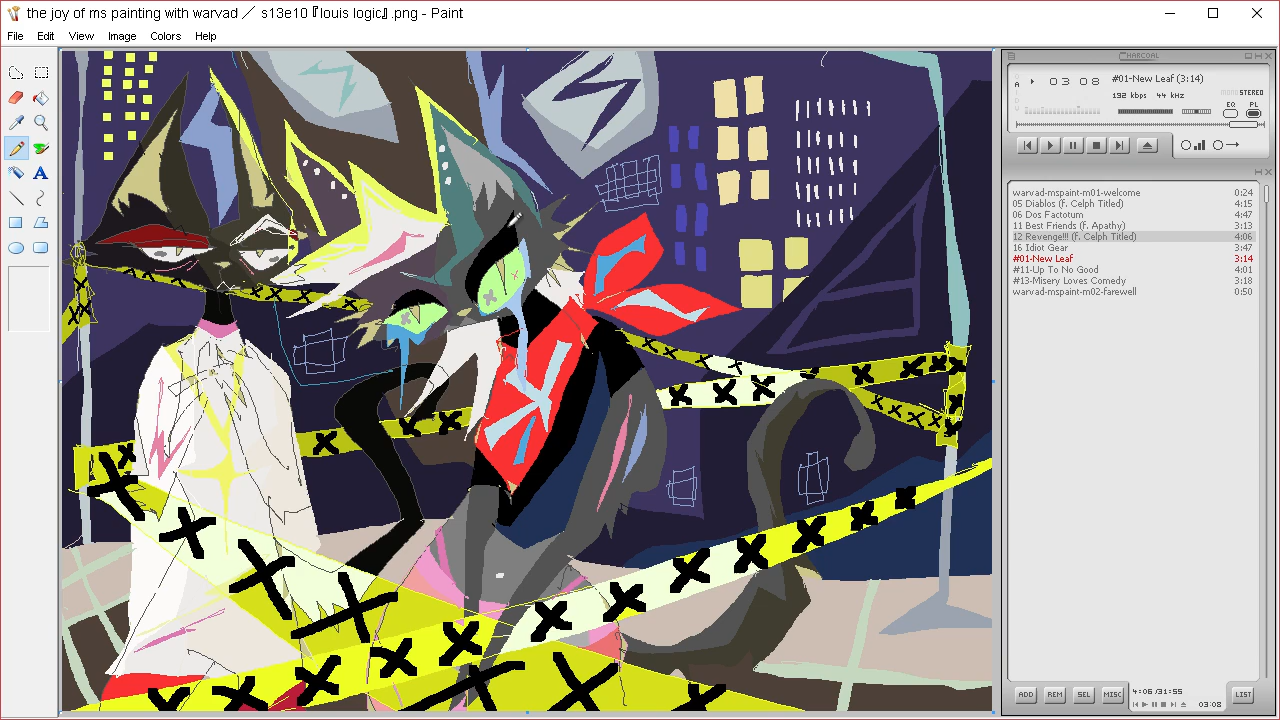 the joy of ms painting with warvad ／ s13e10『louis logic』.png - Paint
File Edit View Image Colors Help
CHARCOAL
03 08
#01-New Leaf (3:14)
192 kbps 44 kHz
MONO STEREO
EQ PL
warvad-mspaint-m01-welcome 0:24
05 Diablos (f. Celph Titled) 4:15
06 Dos Factotum 4:47
11 Best Friends (f. Apathy) 3:13
12 Revenge!!! (f. Celph Titled) 4:06
16 Idiot Gear 3:47
#01-New Leaf 3:14
#11-Up To No Good 4:01
#13-Misery Loves Comedy 3:18
warvad-mspaint-m02-farewell 0:50
ADD REM SEL MISC 4:06/31:55 03:08 LIST